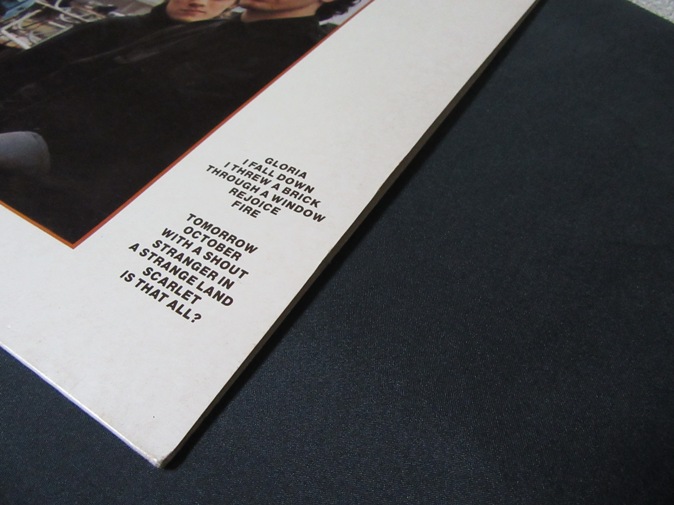 GLORIA
I FALL DOWN
I THREW A BRICK
THROUGH A WINDOW
REJOICE
FIRE
TOMORROW
OCTOBER
WITH A SHOUT
STRANGER IN
A STRANGE LAND
SCARLET
IS THAT ALL?